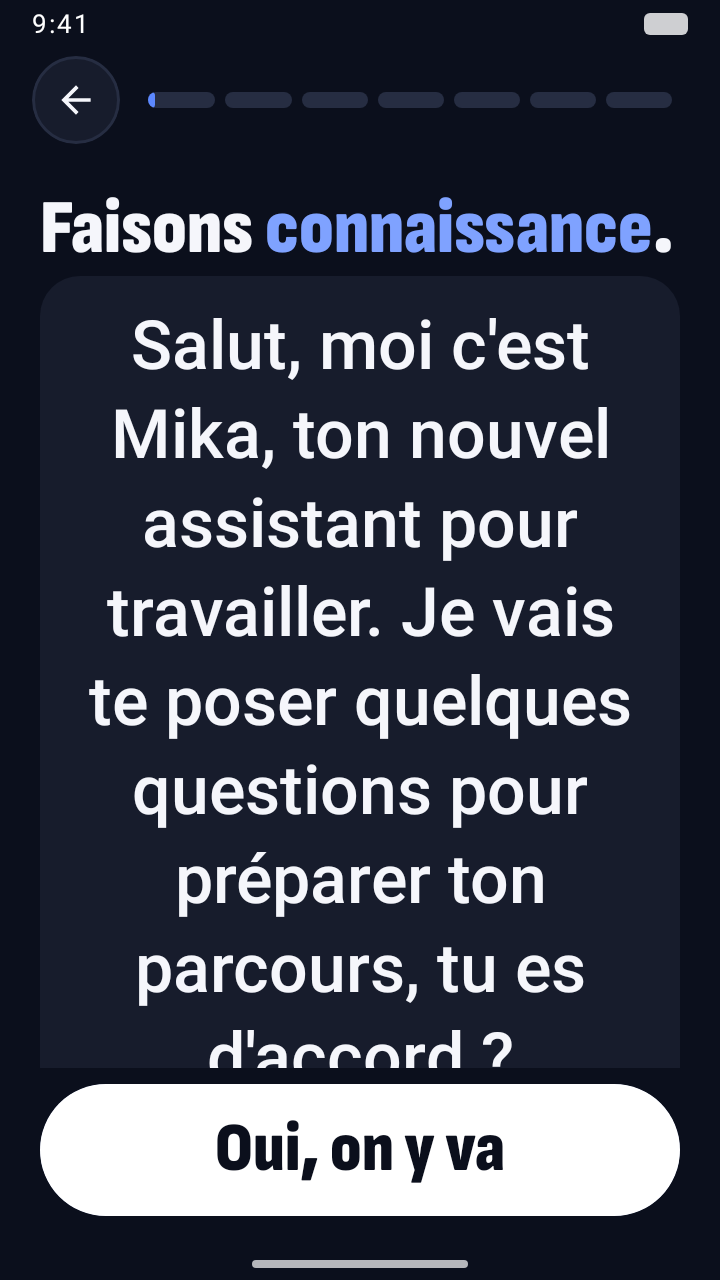 9:41
Faisons connaissance.
Salut, moi c'est
Mika, ton nouvel
assistant pour
travailler. Je vais
te poser quelques
questions pour
préparer ton
parcours, tu es
d'accord ?
Oui, on y va